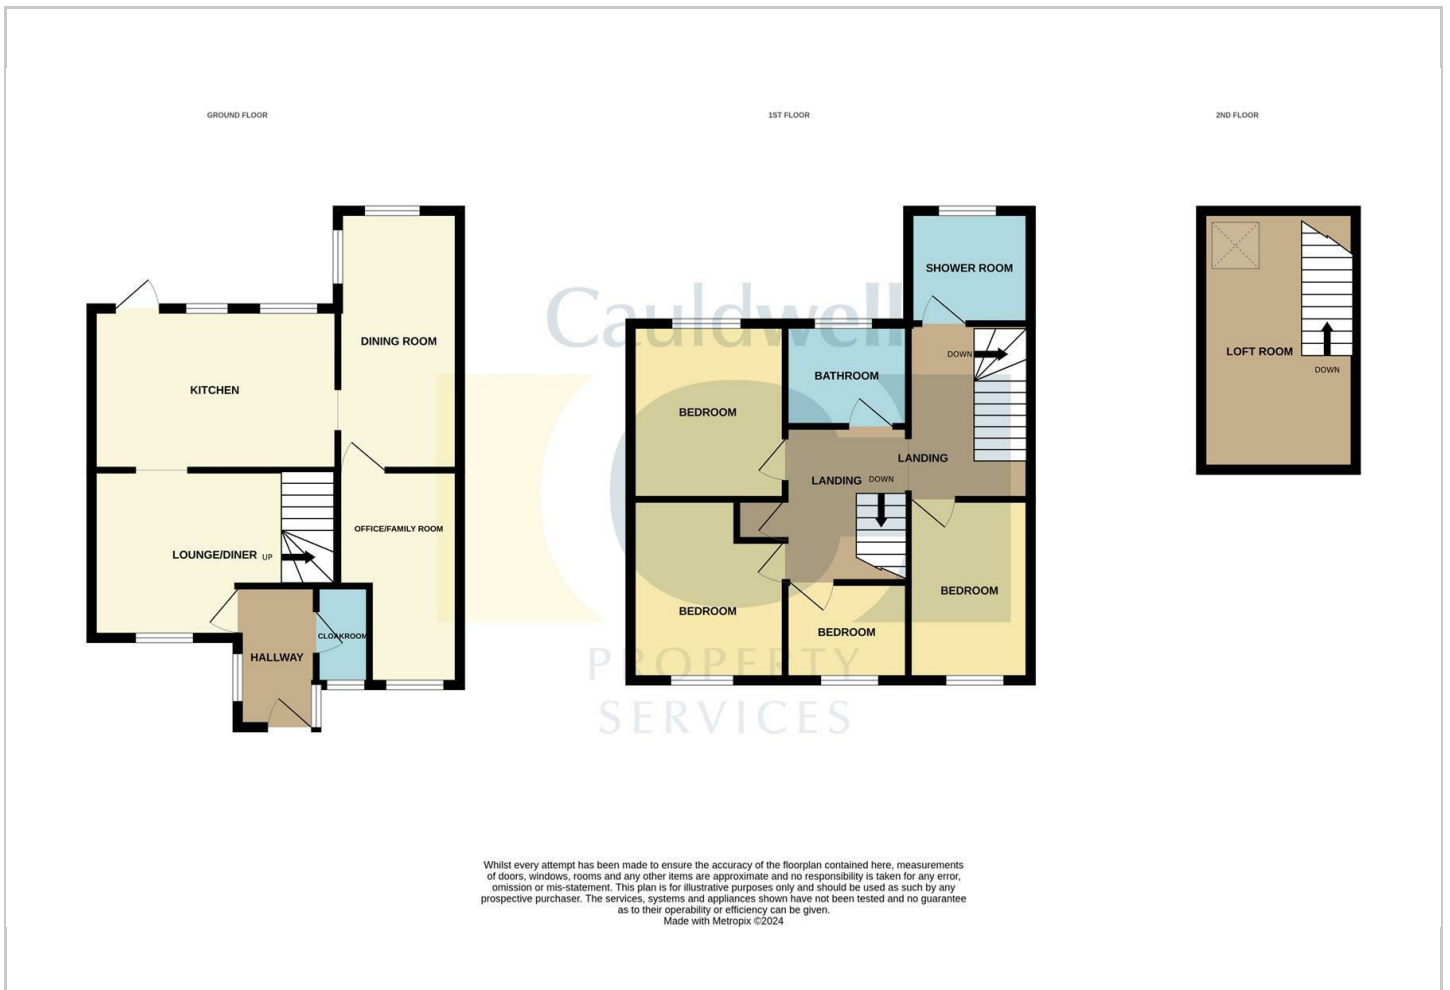 GROUND FLOOR
1ST FLOOR
2ND FLOOR
DINING ROOM
KITCHEN
OFFICE/FAMILY ROOM
LOUNGE/DINER UP
CLOAKROOM
HALLWAY
Cauldwell
SHOWER ROOM
DOWN
BATHROOM
BEDROOM
LANDING
LANDING DOWN
BEDROOM
BEDROOM
BEDROOM
PROPERTY
SERVICES
LOFT ROOM
DOWN
Whilst every attempt has been made to ensure the accuracy of the floorplan contained here, measurements
of doors, windows, rooms and any other items are approximate and no responsibility is taken for any error,
omission or mis-statement. This plan is for illustrative purposes only and should be used as such by any
prospective purchaser. The services, systems and appliances shown have not been tested and no guarantee
as to their operability or efficiency can be given.
Made with Metropix ©2024